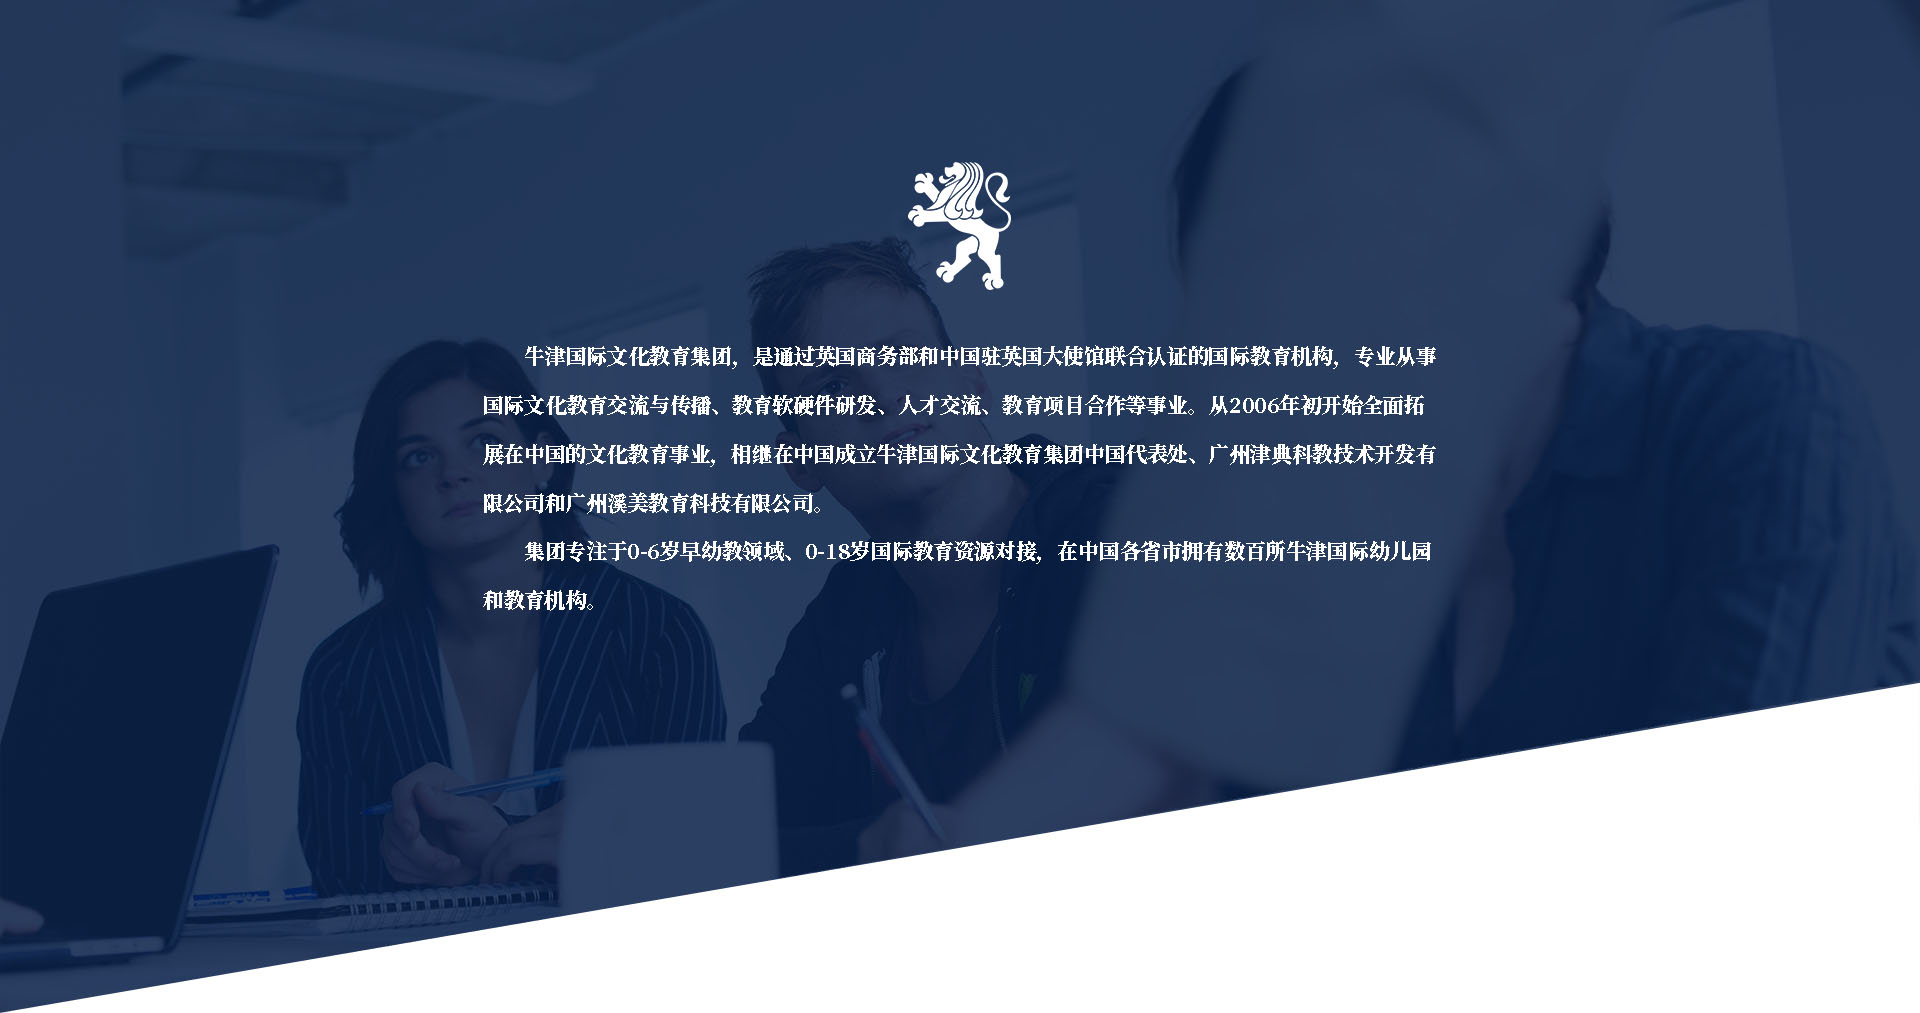 牛津国际文化教育集团，是通过英国商务部和中国驻英国大使馆联合认证的国际教育机构，专业从事
国际文化教育交流与传播、教育软硬件研发、人才交流、教育项目合作等事业。从2006年初开始全面拓
展在中国的文化教育事业，相继在中国成立牛津国际文化教育集团中国代表处、广州津典科教技术开发有
限公司和广州溪美教育科技有限公司。
集团专注于0-6岁早幼教领域、0-18岁国际教育资源对接，在中国各省市拥有数百所牛津国际幼儿园
和教育机构。